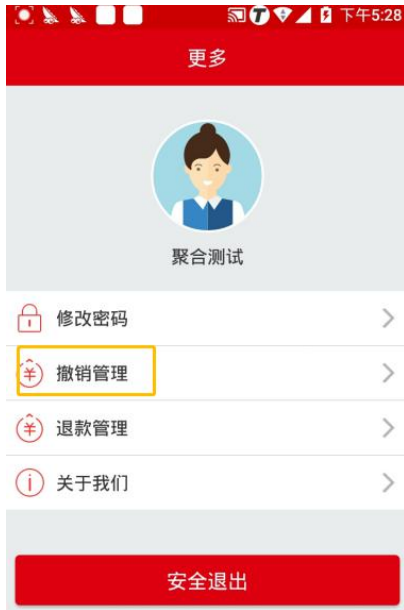 下午5:28
更多
聚合测试
修改密码
撤销管理
退款管理
关于我们
安全退出